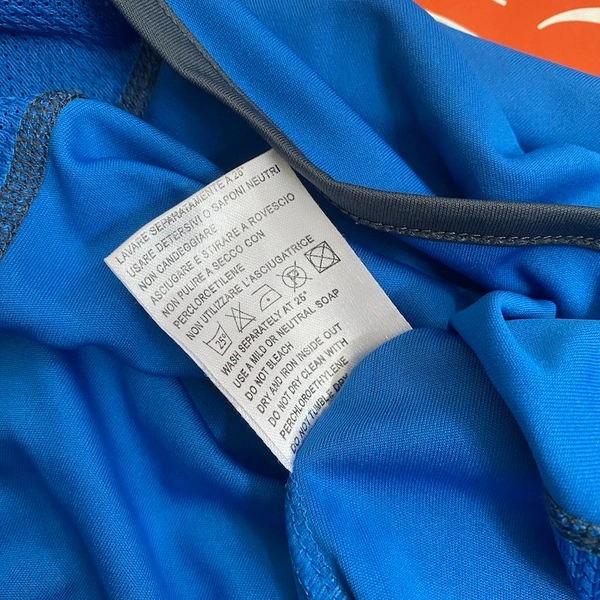 LAVARE SEPARATAMENTE A 25°
USARE DETERSIVI O SAPONI NEUTRI
NON CANDEGGIARE
ASCIUGARE E STIRARE A ROVESCIO
NON PULIRE A SECCO CON
PERCLOROETILENE
NON UTILIZZARE L'ASCIUGATRICE
25°
WASH SEPARATELY AT 25°
USE A MILD OR NEUTRAL SOAP
DO NOT BLEACH
DRY AND IRON INSIDE OUT
DO NOT DRY CLEAN WITH
PERCHLOROETHYLENE
DO NOT TUMBLE DRY